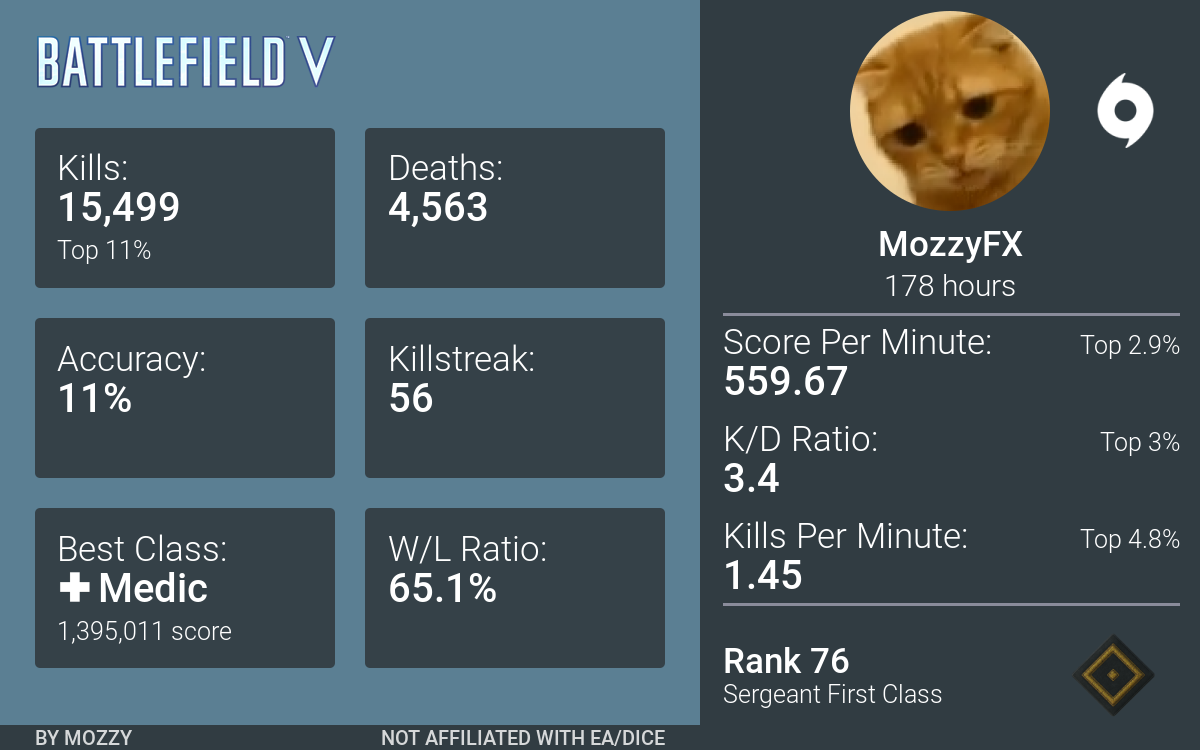 BATTLEFIELD V
Kills:
15,499
Top 11%
Deaths:
4,563
Accuracy:
11%
Killstreak:
56
Best Class:
Medic
1,395,011 score
W/L Ratio:
65.1%
BY MOZZY
NOT AFFILIATED WITH EA/DICE
MozzyFX
178 hours
Score Per Minute: Top 2.9%
559.67
K/D Ratio: Top 3%
3.4
Kills Per Minute: Top 4.8%
1.45
Rank 76
Sergeant First Class